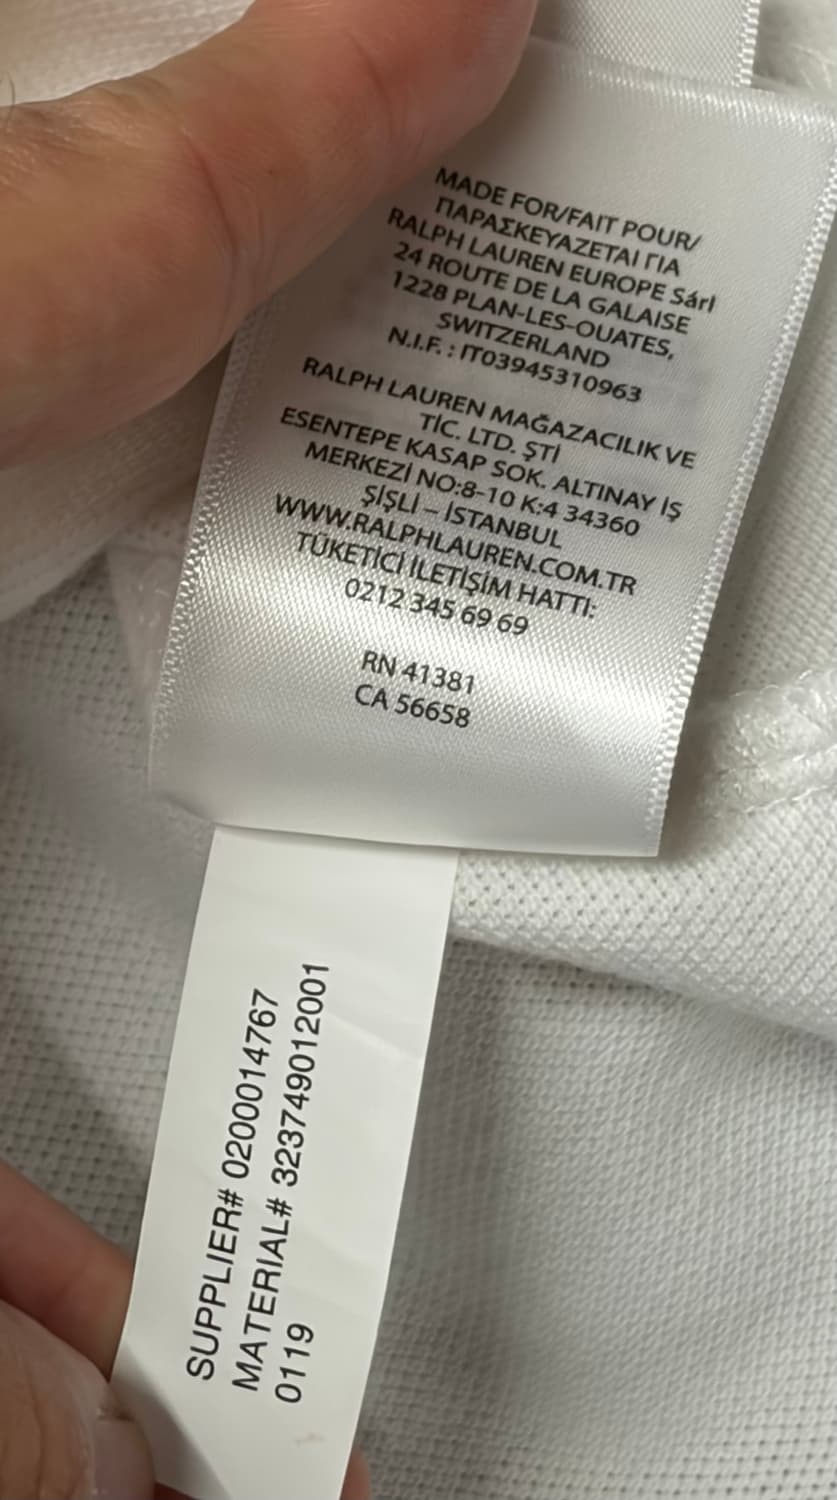 MADE FOR/FAIT POUR/
ΠΑΡΑΣΚΕΥΑΖΕΤΑΙ ΓΙΑ
RALPH LAUREN EUROPE Sárl
24 ROUTE DE LA GALAISE
1228 PLAN-LES-OUATES,
SWITZERLAND
N.I.F. : IT03945310963
RALPH LAUREN MAĞAZACILIK VE
TİC. LTD. ŞTİ
ESENTEPE KASAP SOK. ALTINAY İŞ
MERKEZİ NO:8-10 K:4 34360
ŞİŞLİ – İSTANBUL
WWW.RALPHLAUREN.COM.TR
TÜKETİCİ İLETİŞİM HATTI:
0212 345 69 69
RN 41381
CA 56658
SUPPLIER# 0200014767
MATERIAL# 323749012001
0119